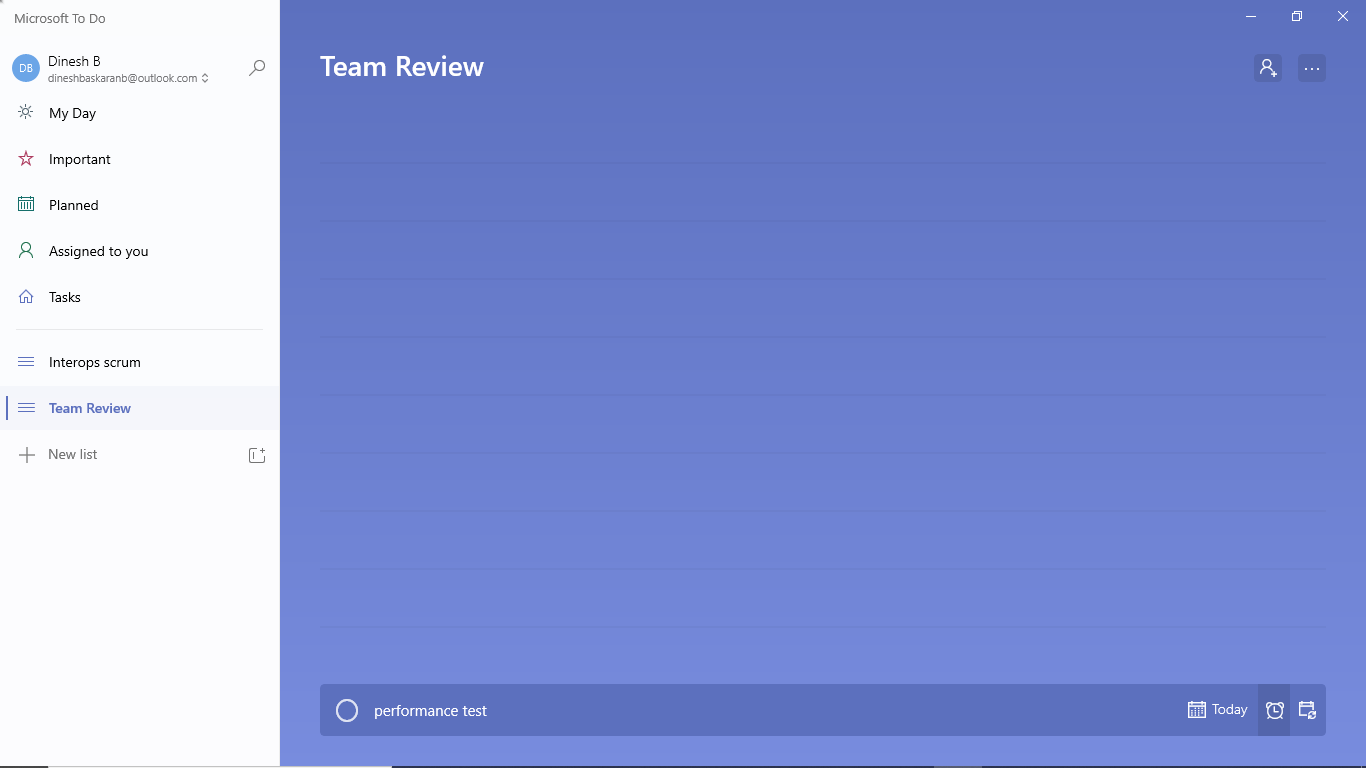 Microsoft To Do
DB
Dinesh B
dineshbaskaranb@outlook.com
My Day
Important
Planned
Assigned to you
Tasks
Interops scrum
Team Review
New list
Team Review
performance test
Today